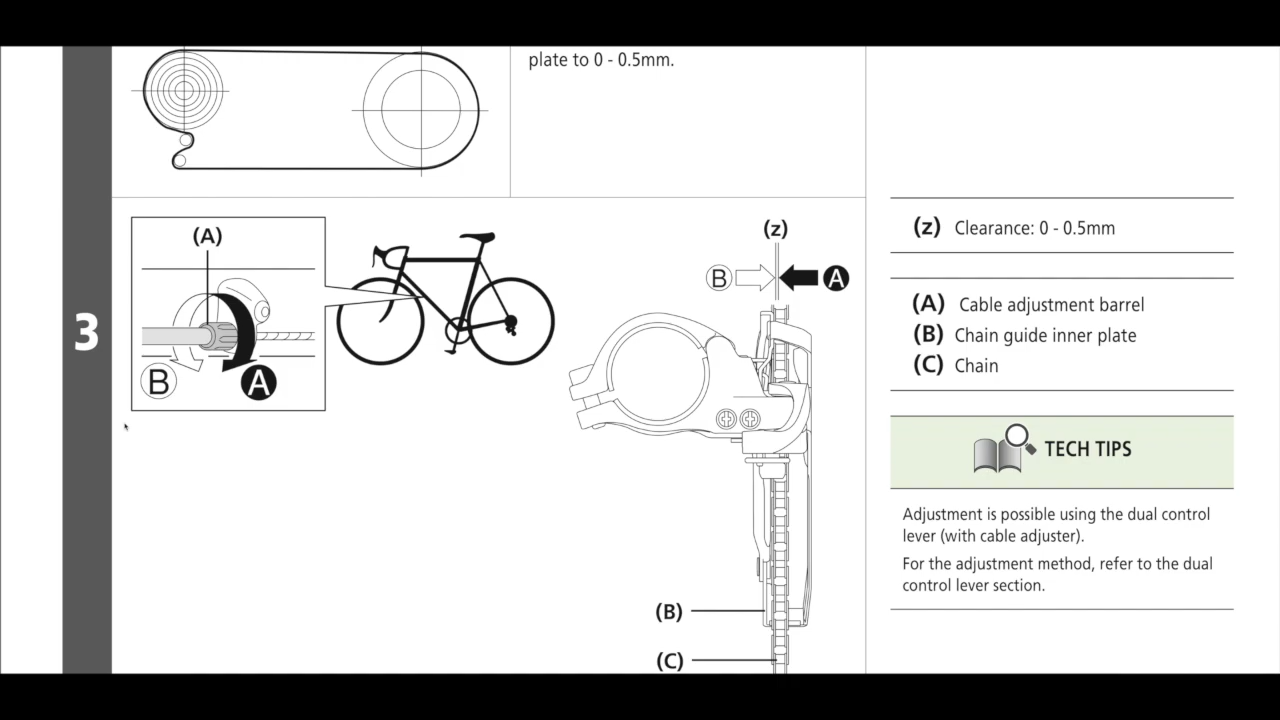 plate to 0 - 0.5mm.
3
(A)
B
A
(z)
B
A
(B)
(C)
(z) Clearance: 0 - 0.5mm
(A) Cable adjustment barrel
(B) Chain guide inner plate
(C) Chain
TECH TIPS
Adjustment is possible using the dual control
lever (with cable adjuster).
For the adjustment method, refer to the dual
control lever section.